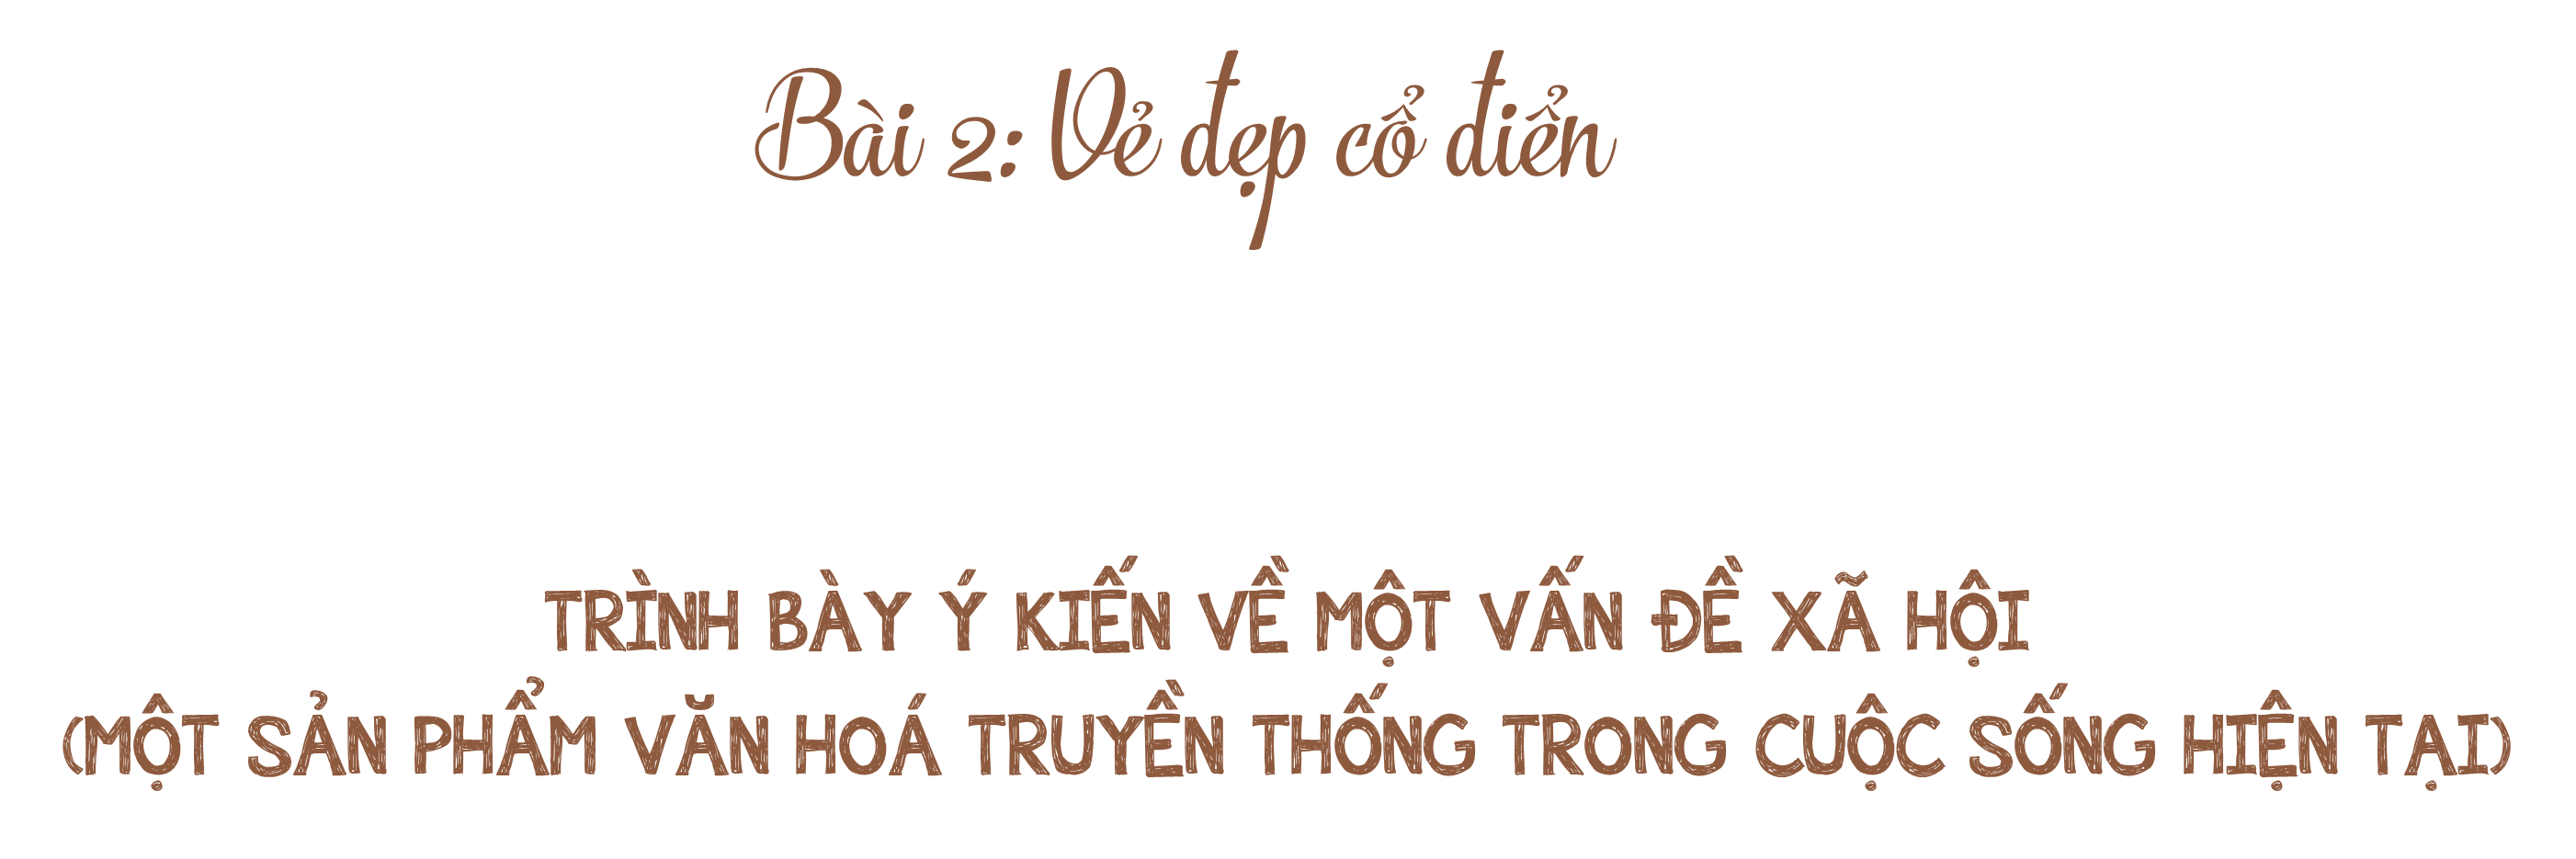 Bài 2: Vẻ đẹp cổ điển
TRÌNH BÀY Ý KIẾN VỀ MỘT VẤN ĐỀ XÃ HỘI
(MỘT SẢN PHẨM VĂN HOÁ TRUYỀN THỐNG TRONG CUỘC SỐNG HIỆN TẠI)